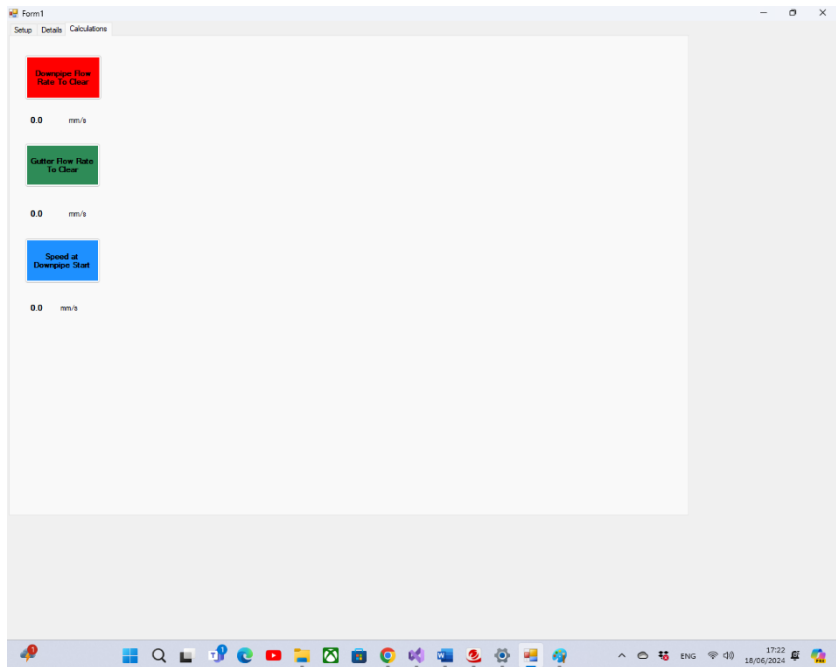 Form1
Setup Details Calculations
Downpipe Flow
Rate To Clear
0.0 mm/s
Gutter Flow Rate
To Clear
0.0 mm/s
Speed at
Downpipe Start
0.0 mm/s
1
ENG
17:22
18/06/2024